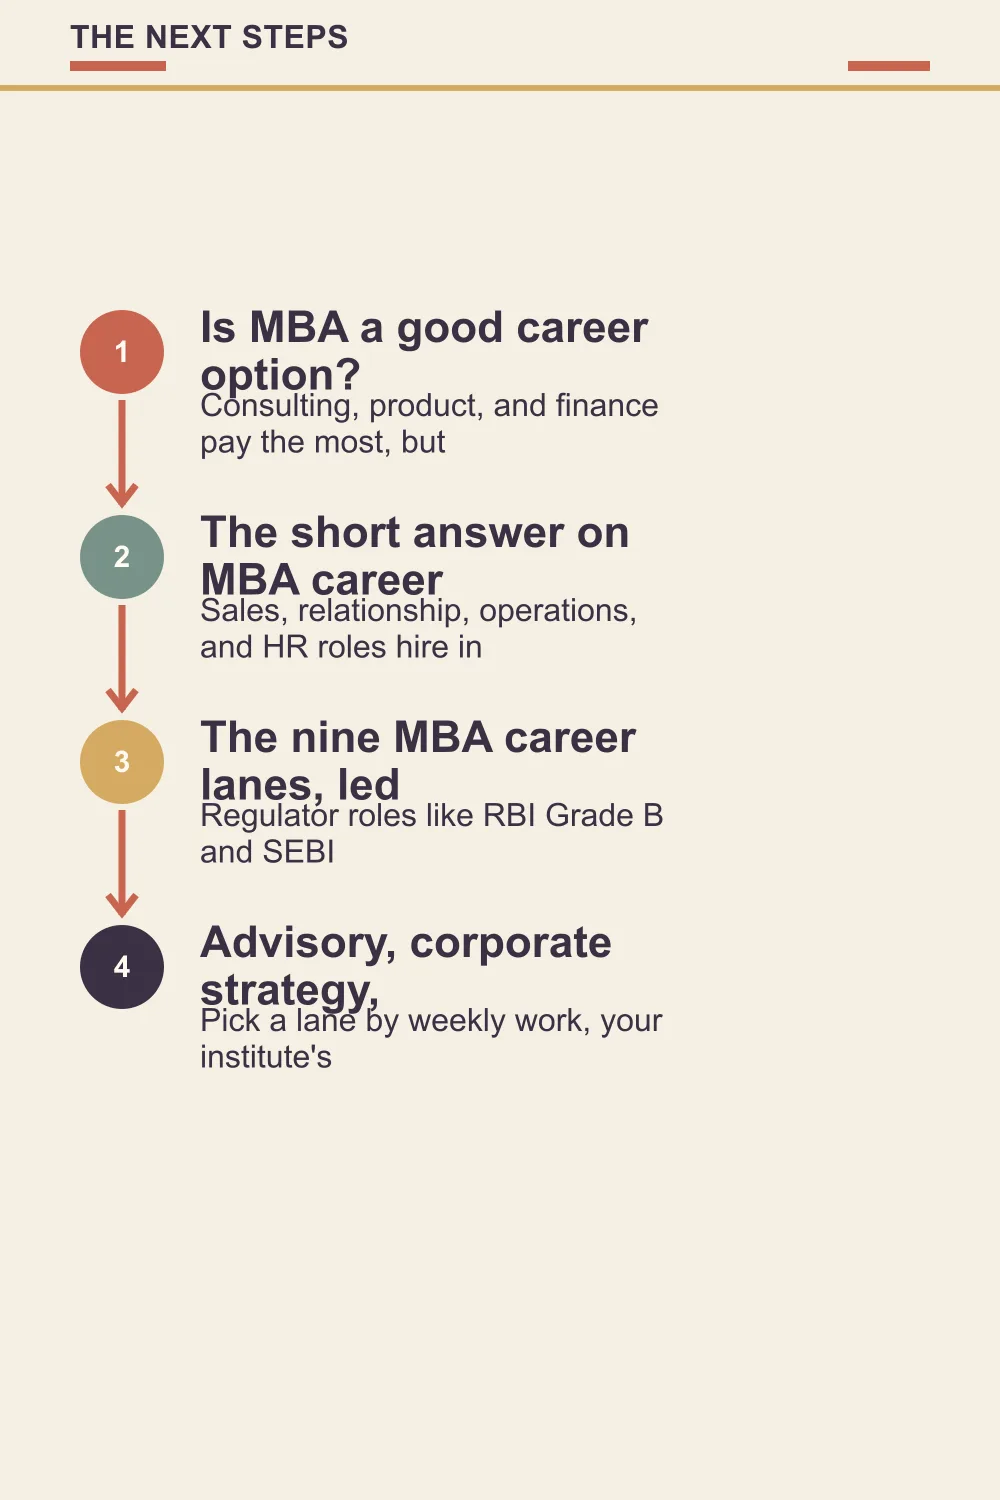 THE NEXT STEPS
1
Is MBA a good career
option?
Consulting, product, and finance
pay the most, but
2
The short answer on
MBA career
Sales, relationship, operations,
and HR roles hire in
3
The nine MBA career
lanes, led
Regulator roles like RBI Grade B
and SEBI
4
Advisory, corporate
strategy,
Pick a lane by weekly work, your
institute's